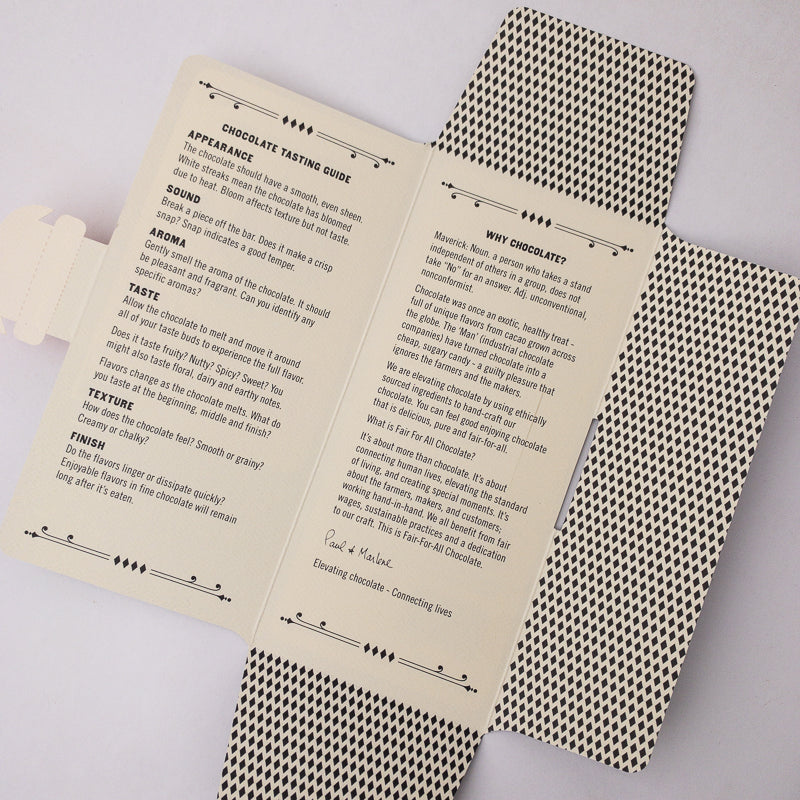 CHOCOLATE TASTING GUIDE
APPEARANCE
The chocolate should have a smooth, even sheen.
White streaks mean the chocolate has bloomed
due to heat. Bloom affects texture but not taste.
SOUND
Break a piece off the bar. Does it make a crisp
snap? Snap indicates a good temper.
AROMA
Gently smell the aroma of the chocolate. It should
be pleasant and fragrant. Can you identify any
specific aromas?
TASTE
Allow the chocolate to melt and move it around
all of your taste buds to experience the full flavor.
Does it taste fruity? Nutty? Spicy? Sweet? You
might also taste floral, dairy and earthy notes.
Flavors change as the chocolate melts. What do
you taste at the beginning, middle and finish?
TEXTURE
How does the chocolate feel? Smooth or grainy?
Creamy or chalky?
FINISH
Do the flavors linger or dissipate quickly?
Enjoyable flavors in fine chocolate will remain
long after it's eaten.
WHY CHOCOLATE?
Maverick: Noun, a person who takes a stand
independent of others in a group, does not
take "No" for an answer. Adj. unconventional,
nonconformist.
Chocolate was once an exotic, healthy treat -
full of unique flavors from cacao grown across
the globe. The 'Man' (industrial chocolate
companies) have turned chocolate into a
cheap, sugary candy - a guilty pleasure that
ignores the farmers and the makers.
We are elevating chocolate by using ethically
sourced ingredients to hand-craft our
chocolate. You can feel good enjoying chocolate
that is delicious, pure and fair-for-all.
What is Fair For All Chocolate?
It's about more than chocolate. It's about
connecting human lives, elevating the standard
of living, and creating special moments. It's
about the farmers, makers, and customers;
working hand-in-hand. We all benefit from fair
wages, sustainable practices and a dedication
to our craft. This is Fair-For-All Chocolate.
Paul & Marlene
Elevating chocolate - Connecting lives